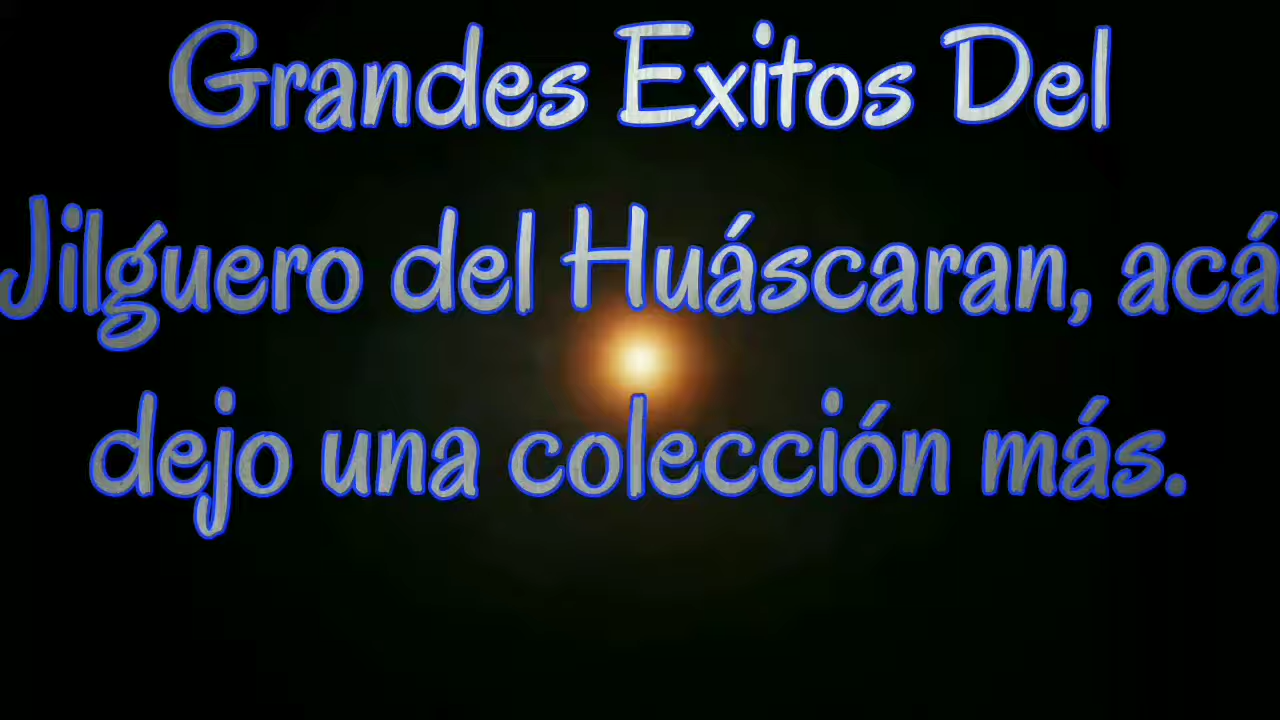 Grandes Exitos Del
Jilguero del Huáscaran, acá
dejo una colección más.